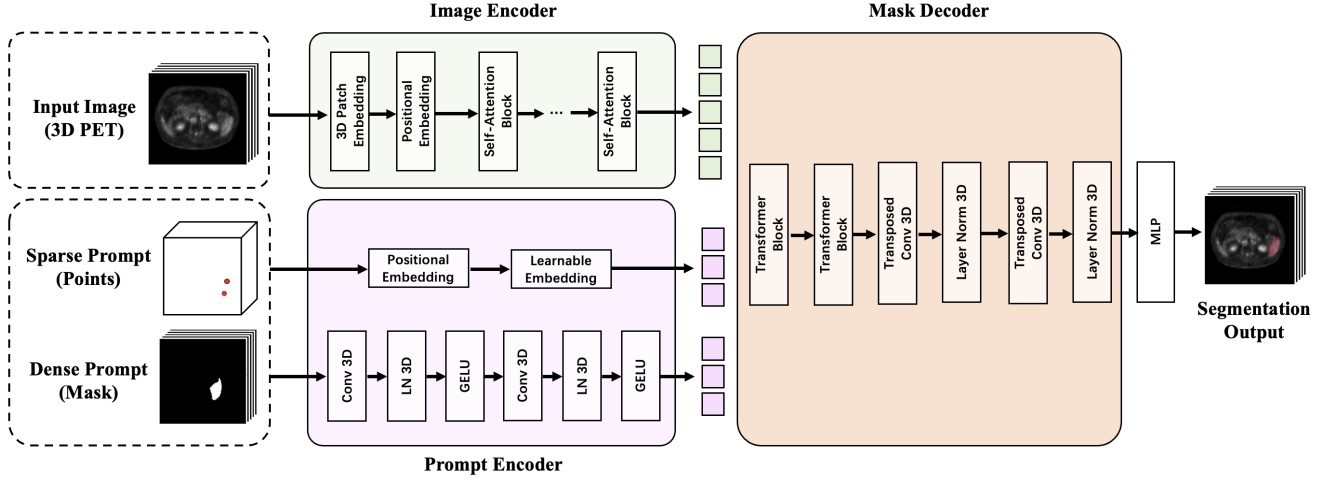 Image Encoder
Mask Decoder
Input Image
(3D PET)
3D Patch
Embedding
Positional
Embedding
Self-Attention
Block
...
Self-Attention
Block
Sparse Prompt
(Points)
Positional
Embedding
Learnable
Embedding
Dense Prompt
(Mask)
Conv 3D
LN 3D
GELU
Conv 3D
LN 3D
GELU
Prompt Encoder
Transformer
Block
Transformer
Block
Transposed
Conv 3D
Layer Norm 3D
Transposed
Conv 3D
Layer Norm 3D
MLP
Segmentation
Output